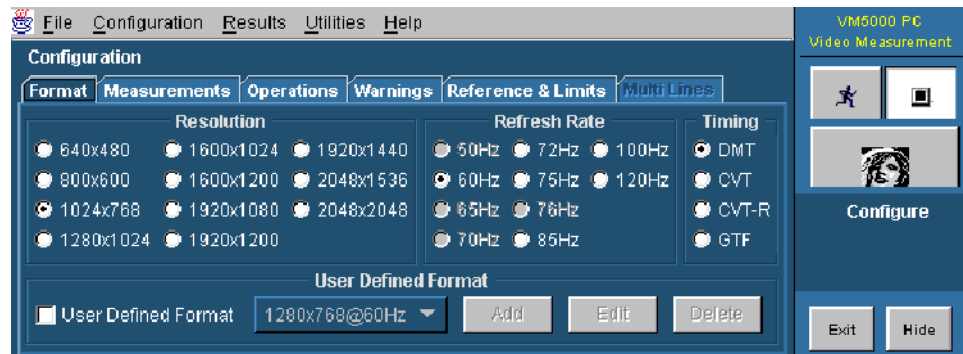 File Configuration Results Utilities Help
VM5000 PC
Video Measurement
Configuration
Format Measurements Operations Warnings Reference & Limits Multi Lines
Resolution Refresh Rate Timing
640x480 1600x1024 1920x1440 50Hz 72Hz 100Hz DMT
800x600 1600x1200 2048x1536 60Hz 75Hz 120Hz CVT
1024x768 1920x1080 2048x2048 65Hz 76Hz CVT-R
1280x1024 1920x1200 70Hz 85Hz GTF
Configure
User Defined Format
User Defined Format 1280x768@60Hz Add Edit Delete
Exit Hide